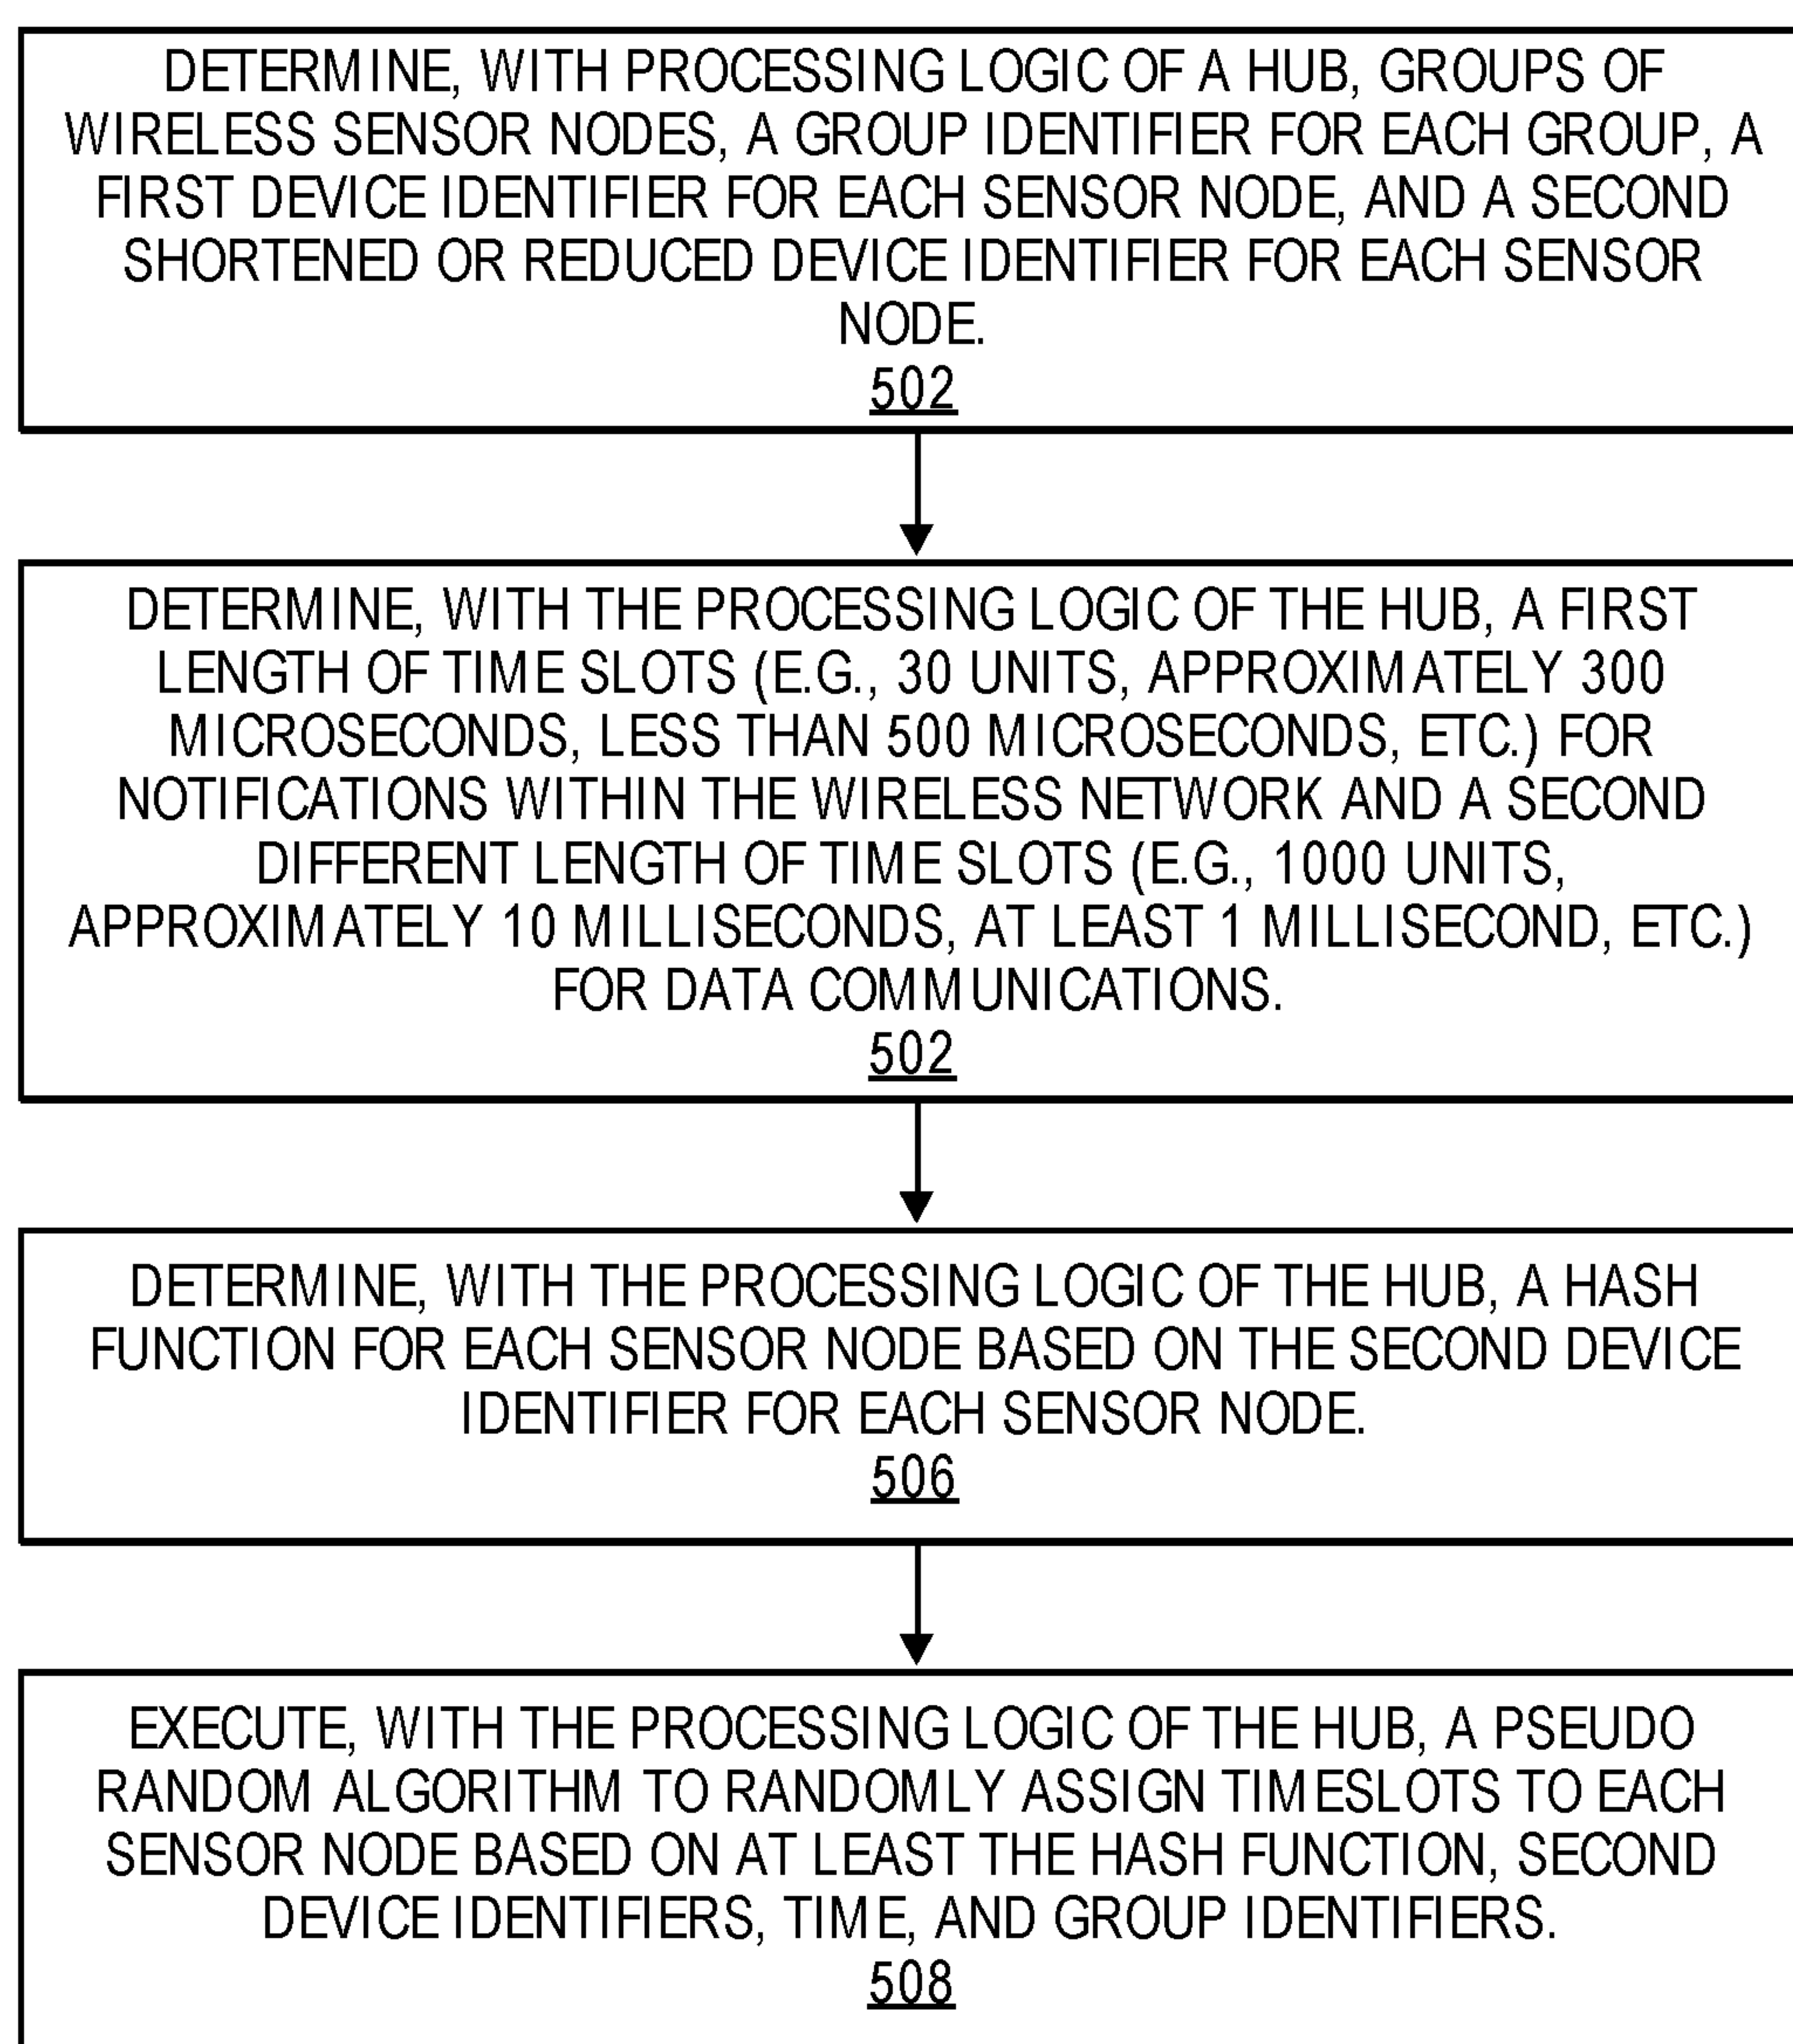 DETERMINE, WITH PROCESSING LOGIC OF A HUB, GROUPS OF
WIRELESS SENSOR NODES, A GROUP IDENTIFIER FOR EACH GROUP, A
FIRST DEVICE IDENTIFIER FOR EACH SENSOR NODE, AND A SECOND
SHORTENED OR REDUCED DEVICE IDENTIFIER FOR EACH SENSOR
NODE.
502
DETERMINE, WITH THE PROCESSING LOGIC OF THE HUB, A FIRST
LENGTH OF TIME SLOTS (E.G., 30 UNITS, APPROXIMATELY 300
MICROSECONDS, LESS THAN 500 MICROSECONDS, ETC.) FOR
NOTIFICATIONS WITHIN THE WIRELESS NETWORK AND A SECOND
DIFFERENT LENGTH OF TIME SLOTS (E.G., 1000 UNITS,
APPROXIMATELY 10 MILLISECONDS, AT LEAST 1 MILLISECOND, ETC.)
FOR DATA COMMUNICATIONS.
502
DETERMINE, WITH THE PROCESSING LOGIC OF THE HUB, A HASH
FUNCTION FOR EACH SENSOR NODE BASED ON THE SECOND DEVICE
IDENTIFIER FOR EACH SENSOR NODE.
506
EXECUTE, WITH THE PROCESSING LOGIC OF THE HUB, A PSEUDO
RANDOM ALGORITHM TO RANDOMLY ASSIGN TIMESLOTS TO EACH
SENSOR NODE BASED ON AT LEAST THE HASH FUNCTION, SECOND
DEVICE IDENTIFIERS, TIME, AND GROUP IDENTIFIERS.
508